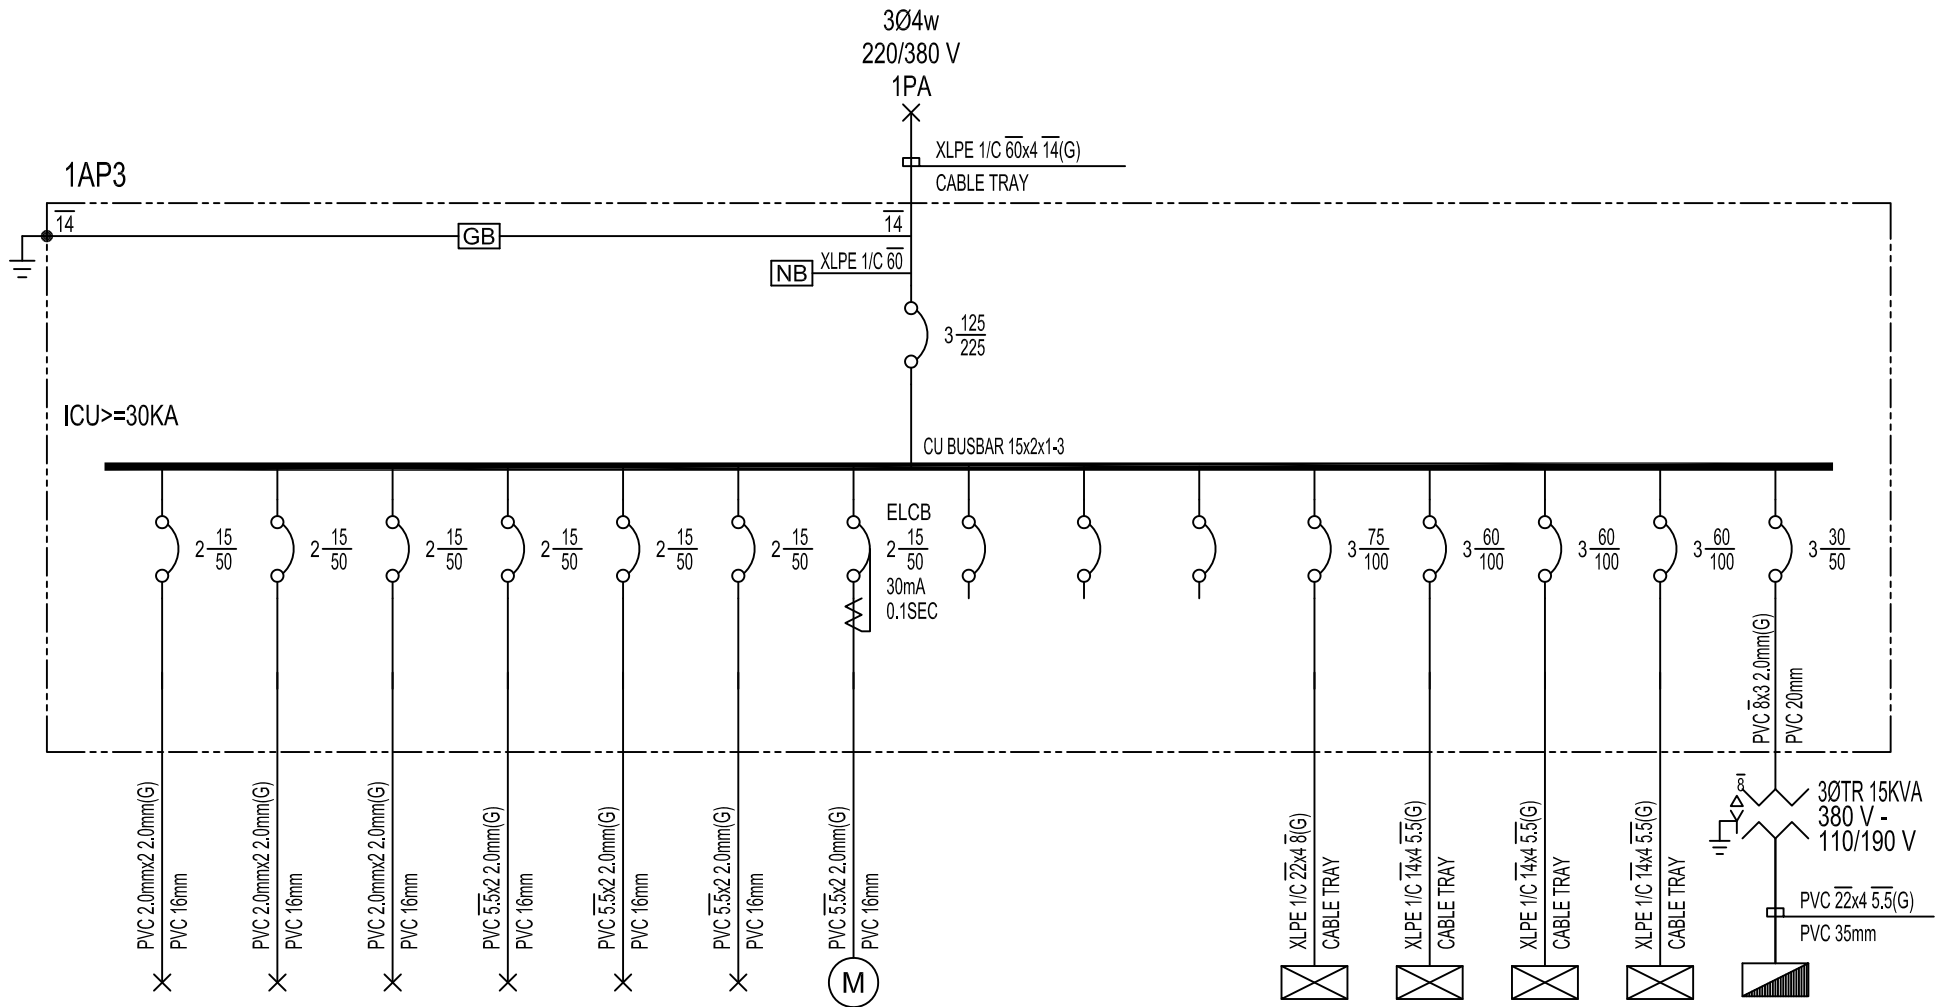 3Ø4w
220/380 V
1PA
XLPE 1/C 60x4 14(G)
CABLE TRAY
1AP3
14
GB
14
NB
XLPE 1/C 60
3 125/225
ICU>=30KA
CU BUSBAR 15x2x1-3
2 15/50
2 15/50
2 15/50
2 15/50
2 15/50
2 15/50
ELCB
2 15/50
30mA
0.1SEC
3 75/100
3 60/100
3 60/100
3 60/100
3 30/50
PVC 8x3 2.0mm(G)
PVC 20mm
PVC 2.0mmx2 2.0mm(G)
PVC 16mm
PVC 2.0mmx2 2.0mm(G)
PVC 16mm
PVC 2.0mmx2 2.0mm(G)
PVC 16mm
PVC 5.5x2 2.0mm(G)
PVC 16mm
PVC 5.5x2 2.0mm(G)
PVC 16mm
PVC 5.5x2 2.0mm(G)
PVC 16mm
PVC 5.5x2 2.0mm(G)
PVC 16mm
M
XLPE 1/C 22x4 8(G)
CABLE TRAY
XLPE 1/C 14x4 5.5(G)
CABLE TRAY
XLPE 1/C 14x4 5.5(G)
CABLE TRAY
XLPE 1/C 14x4 5.5(G)
CABLE TRAY
8
3ØTR 15KVA
380 V -
110/190 V
PVC 22x4 5.5(G)
PVC 35mm